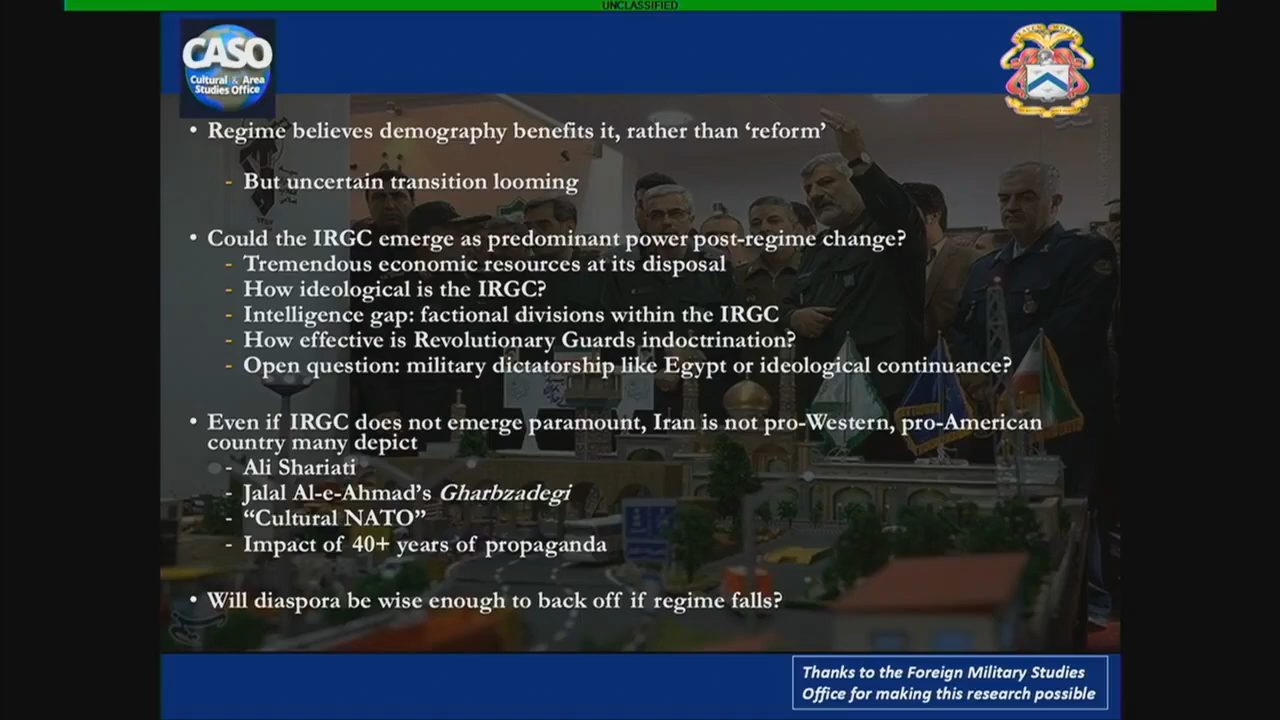 UNCLASSIFIED
CASO
Cultural & Area
Studies Office
• Regime believes demography benefits it, rather than ‘reform’
- But uncertain transition looming
• Could the IRGC emerge as predominant power post-regime change?
- Tremendous economic resources at its disposal
- How ideological is the IRGC?
- Intelligence gap: factional divisions within the IRGC
- How effective is Revolutionary Guards indoctrination?
- Open question: military dictatorship like Egypt or ideological continuance?
• Even if IRGC does not emerge paramount, Iran is not pro-Western, pro-American
country many depict
- Ali Shariati
- Jalal Al-e-Ahmad’s Gharbzadegi
- “Cultural NATO”
- Impact of 40+ years of propaganda
• Will diaspora be wise enough to back off if regime falls?
Thanks to the Foreign Military Studies
Office for making this research possible